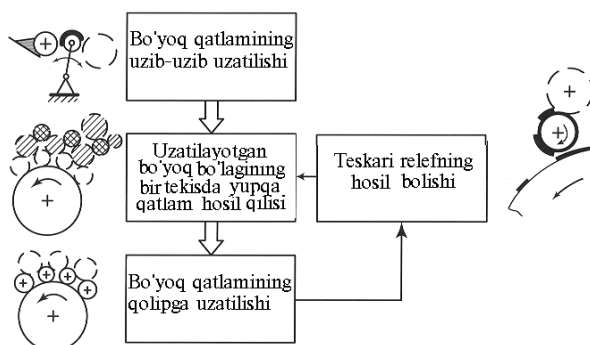 Bo'yoq qatlamining
uzib-uzib uzatilishi
Uzatilayotgan
bo'yoq bo'lagining
bir tekisda yupqa
qatlam hosil qilisi
Teskari relefning
hosil bolishi
Bo'yoq qatlamining
qolipga uzatilishi